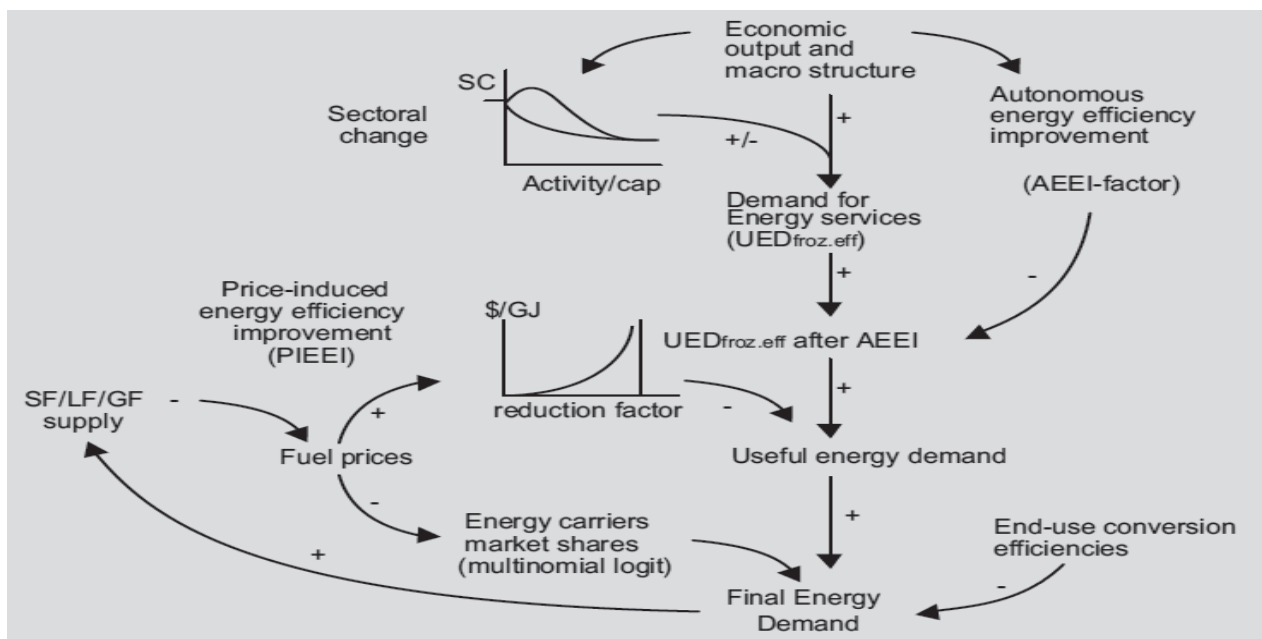 Economic
output and
macro structure
SC
Sectoral
change
Activity/cap
+/-
+
Autonomous
energy efficiency
improvement
(AEEI-factor)
Demand for
Energy services
(UEDfroz.eff)
+
-
Price-induced
energy efficiency
improvement
(PIEEI)
$/GJ
reduction factor
UEDfroz.eff after AEEI
+
-
SF/LF/GF
supply
-
+
Fuel prices
-
Useful energy demand
+
Energy carriers
market shares
(multinomial logit)
End-use conversion
efficiencies
-
+
Final Energy
Demand